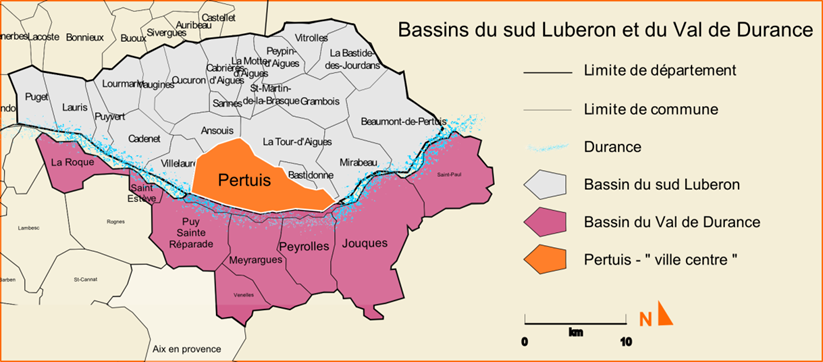 Bassins du sud Luberon et du Val de Durance
Limite de département
Limite de commune
Durance
Bassin du sud Luberon
Bassin du Val de Durance
Pertuis - " ville centre "
N
km
0 10
Castellet
Auribeau
Sivergues
Lacoste Bonnieux Buoux
Vitrolles
Peypin-
d'Aigues
La Bastide-
des-Jourdans
La Motte-
d'Aigues
Cabrières-
d'Aigues
Cucuron
Lourmarin
Vaugines
St-Martin-
de-la-Brasque
Grambois
Sannes
Puget
Lauris
Puyvert
Cadenet
Ansouis
Beaumont-de-Pertuis
La Tour-d'Aigues
Villelaure
Mirabeau
Bastidonne
Pertuis
La Roque
Saint
Estève
Saint-Paul
Puy
Sainte
Réparade
Peyrolles
Jouques
Meyrargues
Venelles
Lambesc
Rognes
St-Cannat
Aix en provence